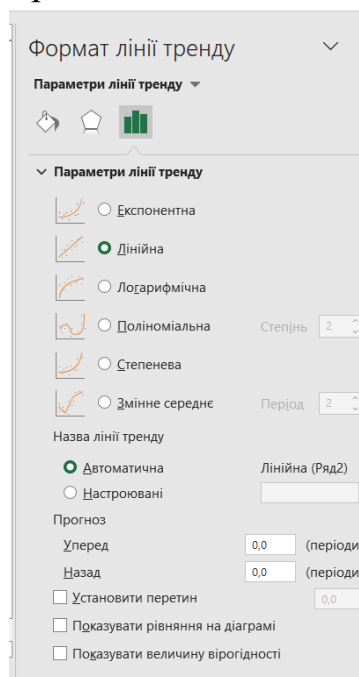 Формат лінії тренду
Параметри лінії тренду
Параметри лінії тренду
Експонентна
Лінійна
Логарифмічна
Поліноміальна Степінь 2
Степенева
Змінне середнє Період 2
Назва лінії тренду
Автоматична Лінійна (Ряд2)
Настроювані
Прогноз
Уперед 0,0 (періоди
Назад 0,0 (періоди
Установити перетин 0,0
Показувати рівняння на діаграмі
Показувати величину вірогідності